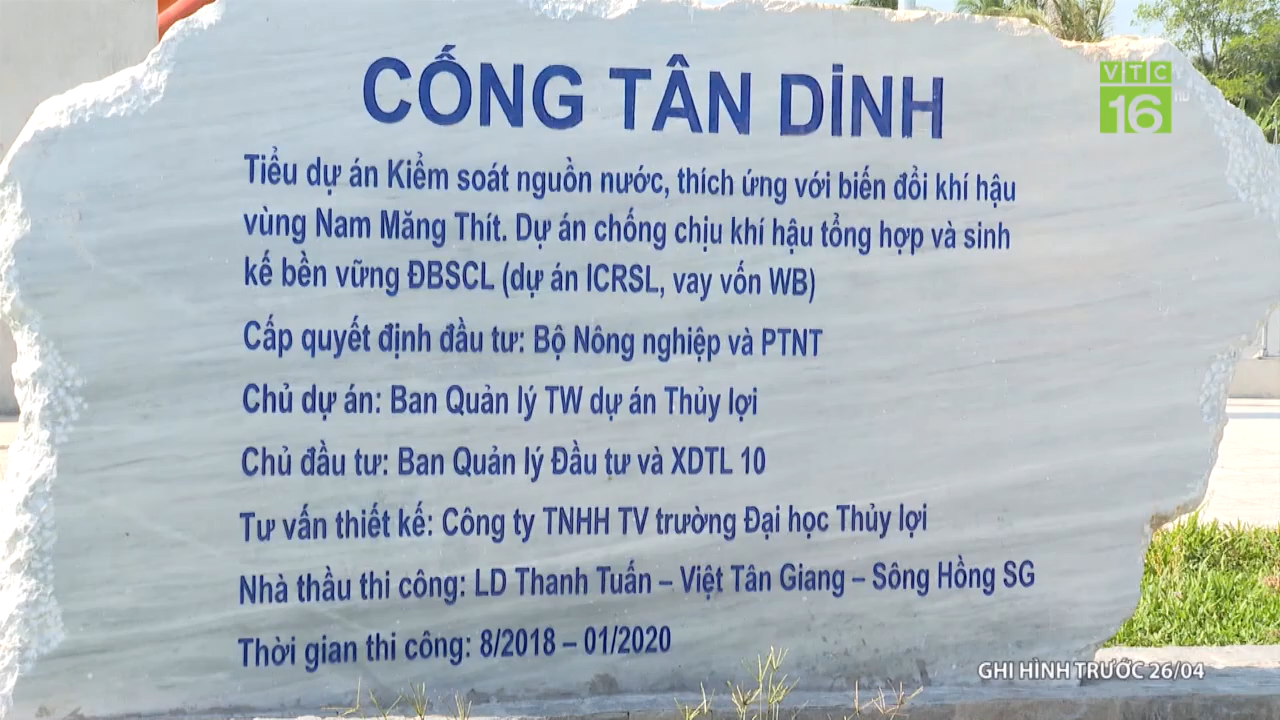 CỐNG TÂN DINH
VTC
16
Tiểu dự án Kiểm soát nguồn nước, thích ứng với biến đổi khí hậu
vùng Nam Măng Thít. Dự án chống chịu khí hậu tổng hợp và sinh
kế bền vững ĐBSCL (dự án ICRSL, vay vốn WB)
Cấp quyết định đầu tư: Bộ Nông nghiệp và PTNT
Chủ dự án: Ban Quản lý TW dự án Thủy lợi
Chủ đầu tư: Ban Quản lý Đầu tư và XDTL 10
Tư vấn thiết kế: Công ty TNHH TV trường Đại học Thủy lợi
Nhà thầu thi công: LD Thanh Tuấn – Việt Tân Giang – Sông Hồng SG
Thời gian thi công: 8/2018 – 01/2020
GHI HÌNH TRƯỚC 26/04